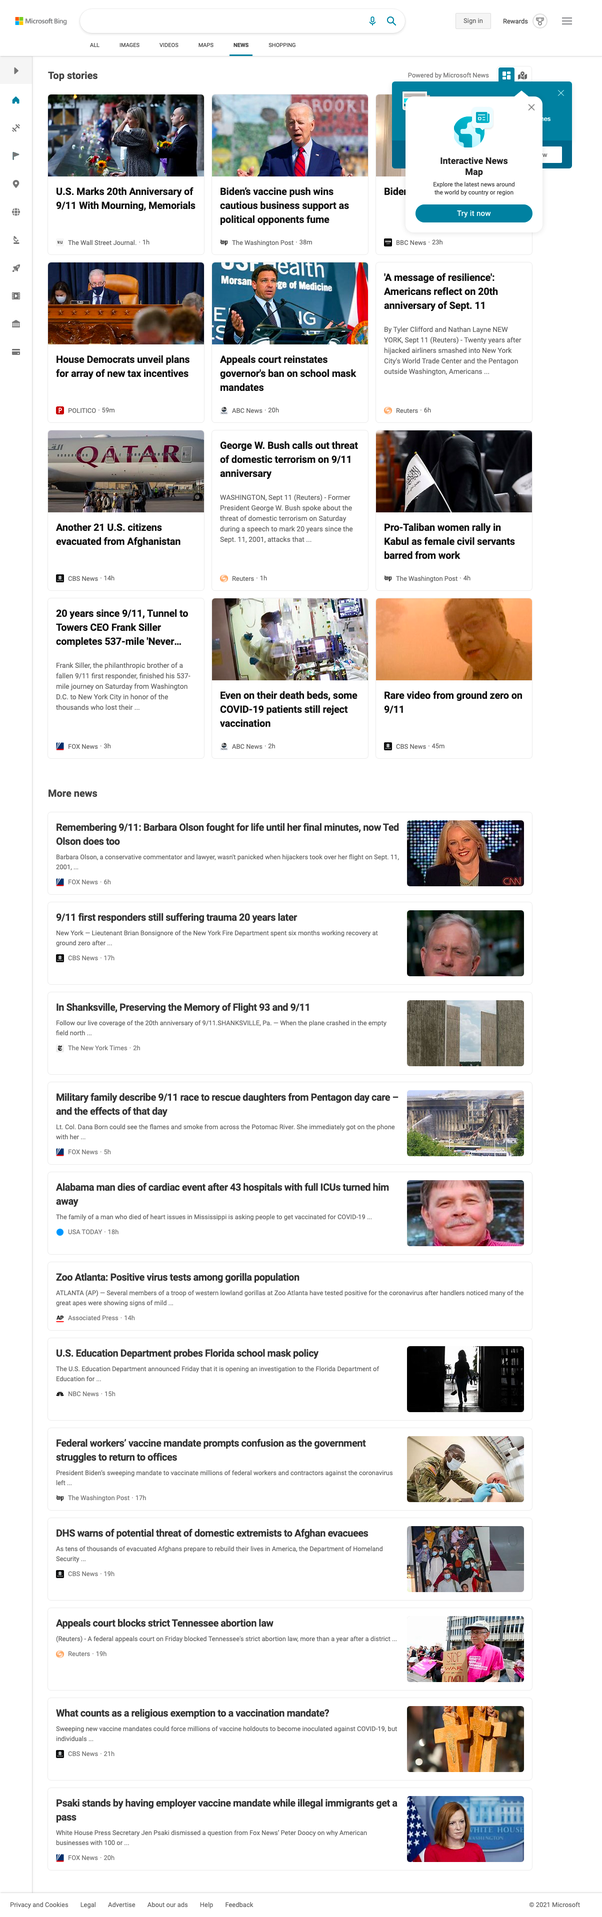 Microsoft Bing
Sign in
Rewards
ALL
IMAGES
VIDEOS
MAPS
NEWS
SHOPPING
Top stories
Powered by Microsoft News
Interactive News
Map
Explore the latest news around
the world by country or region
Try it now
U.S. Marks 20th Anniversary of
9/11 With Mourning, Memorials
The Wall Street Journal. · 1h
Biden's vaccine push wins
cautious business support as
political opponents fume
The Washington Post · 38m
BBC News · 23h
House Democrats unveil plans
for array of new tax incentives
POLITICO · 59m
Appeals court reinstates
governor's ban on school mask
mandates
ABC News · 20h
'A message of resilience':
Americans reflect on 20th
anniversary of Sept. 11
By Tyler Clifford and Nathan Layne NEW
YORK, Sept 11 (Reuters) - Twenty years after
hijacked airliners smashed into New York
City's World Trade Center and the Pentagon
outside Washington, Americans ...
Reuters · 6h
QATAR
Another 21 U.S. citizens
evacuated from Afghanistan
CBS News · 14h
George W. Bush calls out threat
of domestic terrorism on 9/11
anniversary
WASHINGTON, Sept 11 (Reuters) - Former
President George W. Bush spoke about the
threat of domestic terrorism on Saturday
during a speech to mark 20 years since the
Sept. 11, 2001, attacks that ...
Reuters · 1h
Pro-Taliban women rally in
Kabul as female civil servants
barred from work
The Washington Post · 4h
20 years since 9/11, Tunnel to
Towers CEO Frank Siller
completes 537-mile 'Never...
Frank Siller, the philanthropic brother of a
fallen 9/11 first responder, finished his 537-
mile journey on Saturday from Washington
D.C. to New York City in honor of the
thousands who lost their ...
FOX News · 3h
Even on their death beds, some
COVID-19 patients still reject
vaccination
ABC News · 2h
Rare video from ground zero on
9/11
CBS News · 45m
More news
Remembering 9/11: Barbara Olson fought for life until her final minutes, now Ted
Olson does too
Barbara Olson, a conservative commentator and lawyer, wasn't panicked when hijackers took over her flight on Sept. 11,
2001, ...
FOX News · 6h
CNN
9/11 first responders still suffering trauma 20 years later
New York — Lieutenant Brian Bonsignore of the New York Fire Department spent six months working recovery at
ground zero after ...
CBS News · 17h
In Shanksville, Preserving the Memory of Flight 93 and 9/11
Follow our live coverage of the 20th anniversary of 9/11.SHANKSVILLE, Pa. — When the plane crashed in the empty
field north ...
The New York Times · 2h
Military family describe 9/11 race to rescue daughters from Pentagon day care –
and the effects of that day
Lt. Col. Dana Born could see the flames and smoke from across the Potomac River. She immediately got on the phone
with her ...
FOX News · 5h
Alabama man dies of cardiac event after 43 hospitals with full ICUs turned him
away
The family of a man who died of heart issues in Mississippi is asking people to get vaccinated for COVID-19 ...
USA TODAY · 18h
Zoo Atlanta: Positive virus tests among gorilla population
ATLANTA (AP) — Several members of a troop of western lowland gorillas at Zoo Atlanta have tested positive for the coronavirus after handlers noticed many of the
great apes were showing signs of mild ...
Associated Press · 14h
U.S. Education Department probes Florida school mask policy
The U.S. Education Department announced Friday that it is opening an investigation to the Florida Department of
Education for ...
NBC News · 15h
Federal workers' vaccine mandate prompts confusion as the government
struggles to return to offices
President Biden's sweeping mandate to vaccinate millions of federal workers and contractors against the coronavirus
left ...
The Washington Post · 17h
DHS warns of potential threat of domestic extremists to Afghan evacuees
As tens of thousands of evacuated Afghans prepare to rebuild their lives in America, the Department of Homeland
Security ...
CBS News · 19h
Appeals court blocks strict Tennessee abortion law
(Reuters) - A federal appeals court on Friday blocked Tennessee's strict abortion law, more than a year after a district ...
Reuters · 19h
What counts as a religious exemption to a vaccination mandate?
Sweeping new vaccine mandates could force millions of vaccine holdouts to become inoculated against COVID-19, but
individuals ...
CBS News · 21h
Psaki stands by having employer vaccine mandate while illegal immigrants get a
pass
White House Press Secretary Jen Psaki dismissed a question from Fox News' Peter Doocy on why American
businesses with 100 or ...
FOX News · 20h
Privacy and Cookies
Legal
Advertise
About our ads
Help
Feedback
© 2021 Microsoft